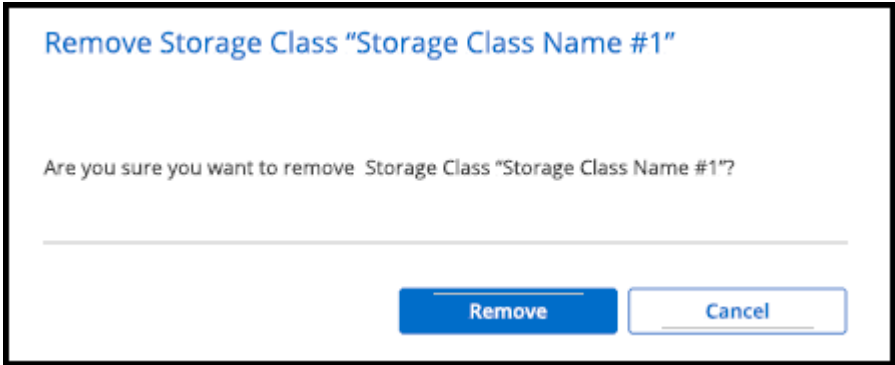 Remove Storage Class “Storage Class Name #1”
Are you sure you want to remove Storage Class “Storage Class Name #1”?
Remove
Cancel